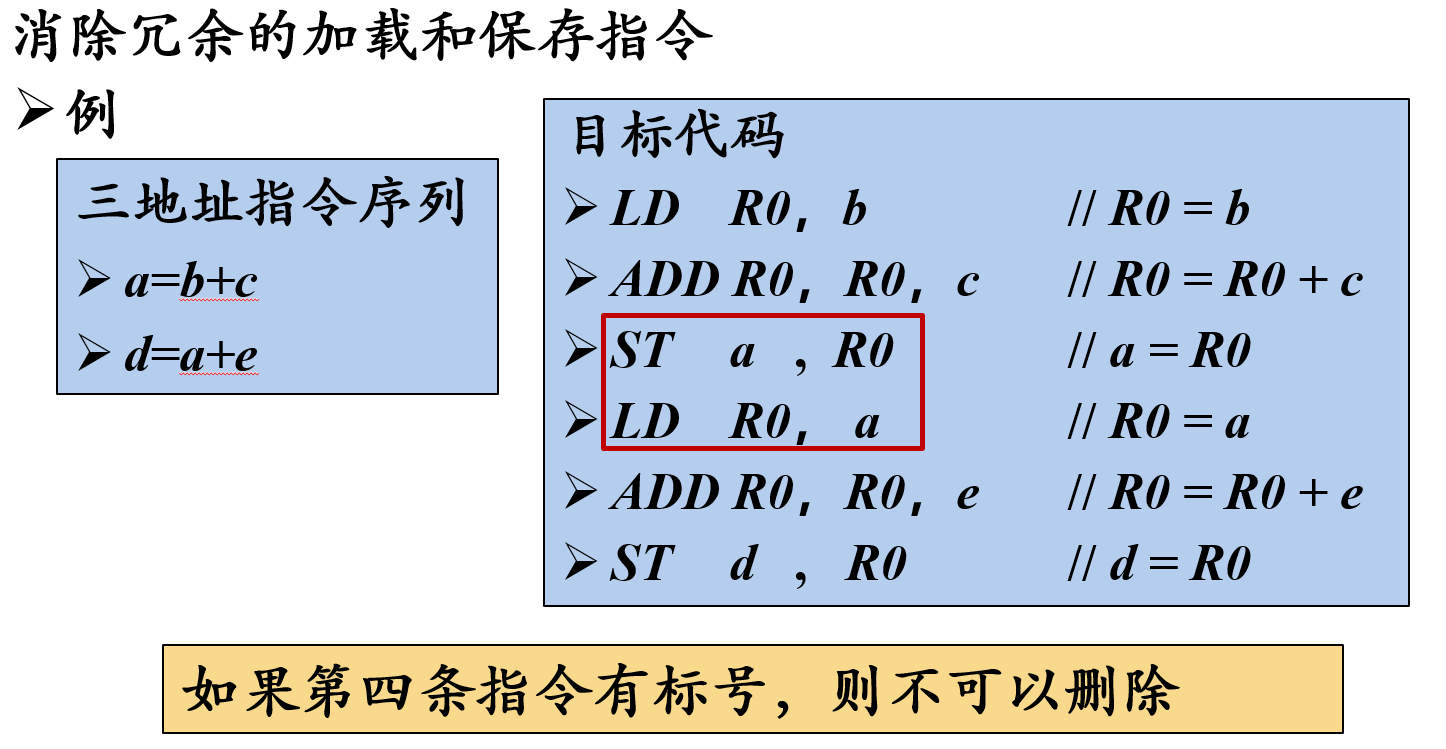 消除冗余的加载和保存指令
➢ 例
三地址指令序列
➢ a=b+c
➢ d=a+e
目标代码
➢ LD R0, b // R0 = b
➢ ADD R0, R0, c // R0 = R0 + c
➢ ST a , R0 // a = R0
➢ LD R0, a // R0 = a
➢ ADD R0, R0, e // R0 = R0 + e
➢ ST d , R0 // d = R0
如果第四条指令有标号，则不可以删除